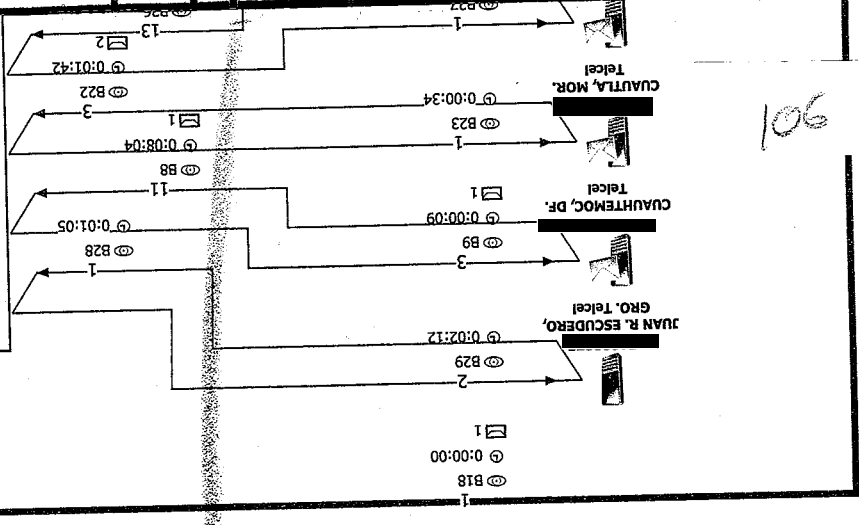 1
B18
0:00:00
1
2
B29
0:02:12
JUAN R. ESCUDERO,
GRO. Telcel
1
B28
0:01:05
3
B9
0:00:09
1
CUAUHTEMOC, DF.
Telcel
11
B8
0:08:04
1
1
B23
0:00:34
CUAUTLA, MOR.
Telcel
3
B22
0:01:42
2
1
B27
13
B26
106